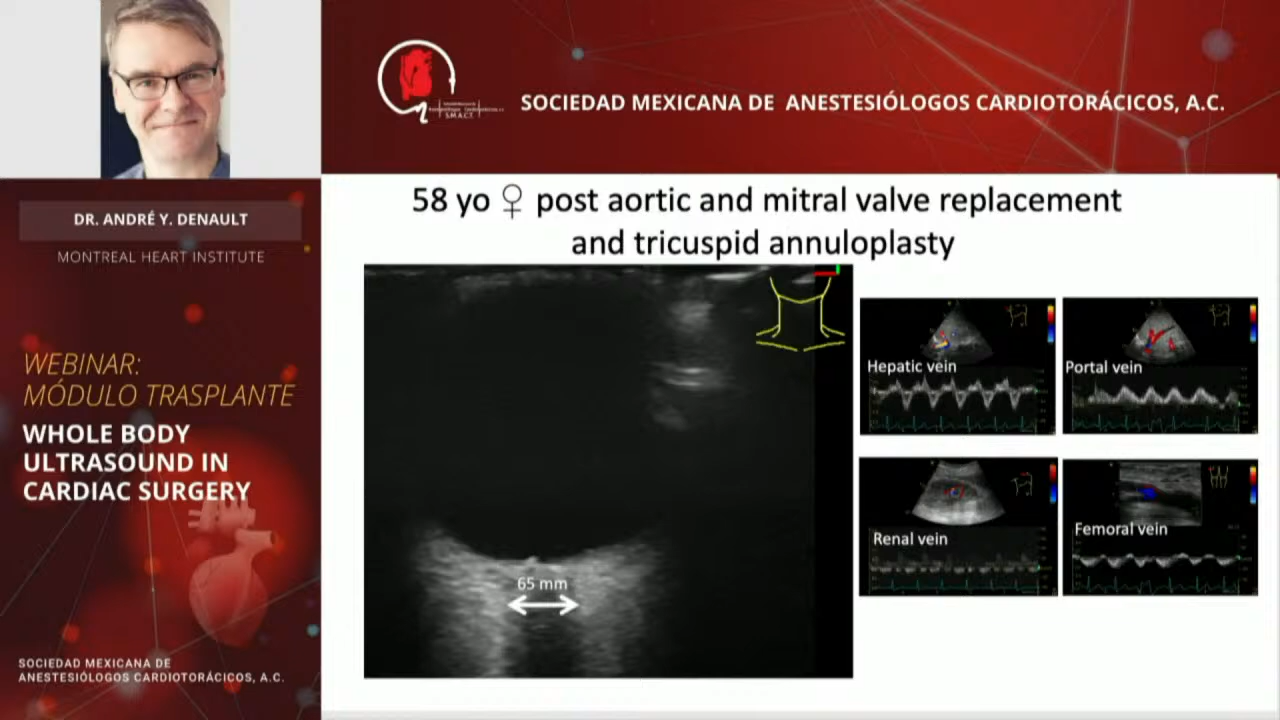 SOCIEDAD MEXICANA DE ANESTESIÓLOGOS CARDIOTORÁCICOS, A.C.
S.M.A.C.T.
DR. ANDRÉ Y. DENAULT
MONTREAL HEART INSTITUTE
WEBINAR:
MÓDULO TRASPLANTE
WHOLE BODY
ULTRASOUND IN
CARDIAC SURGERY
SOCIEDAD MEXICANA DE
ANESTESIÓLOGOS CARDIOTORÁCICOS, A.C.
58 yo ♀ post aortic and mitral valve replacement
and tricuspid annuloplasty
65 mm
Hepatic vein
Portal vein
Renal vein
Femoral vein